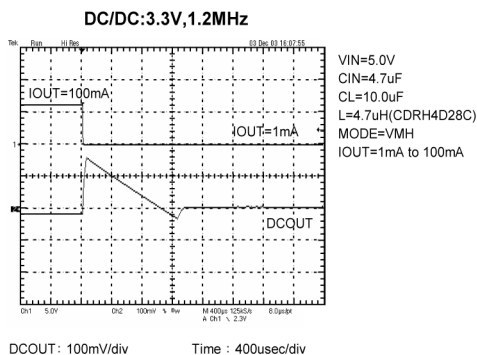 DC/DC:3.3V,1.2MHz
Tek Run Hi Res 03 Dec 03 16:07:55
IOUT=100mA
IOUT=1mA
DCOUT
VIN=5.0V
CIN=4.7uF
CL=10.0uF
L=4.7uH(CDRH4D28C)
MODE=VMH
IOUT=1mA to 100mA
Ch1 5.0V Ch2 100mV % Bw M 400µs 125kS/s 8.0µs/pt
A Ch1 \ 2.3V
DCOUT: 100mV/div Time : 400usec/div